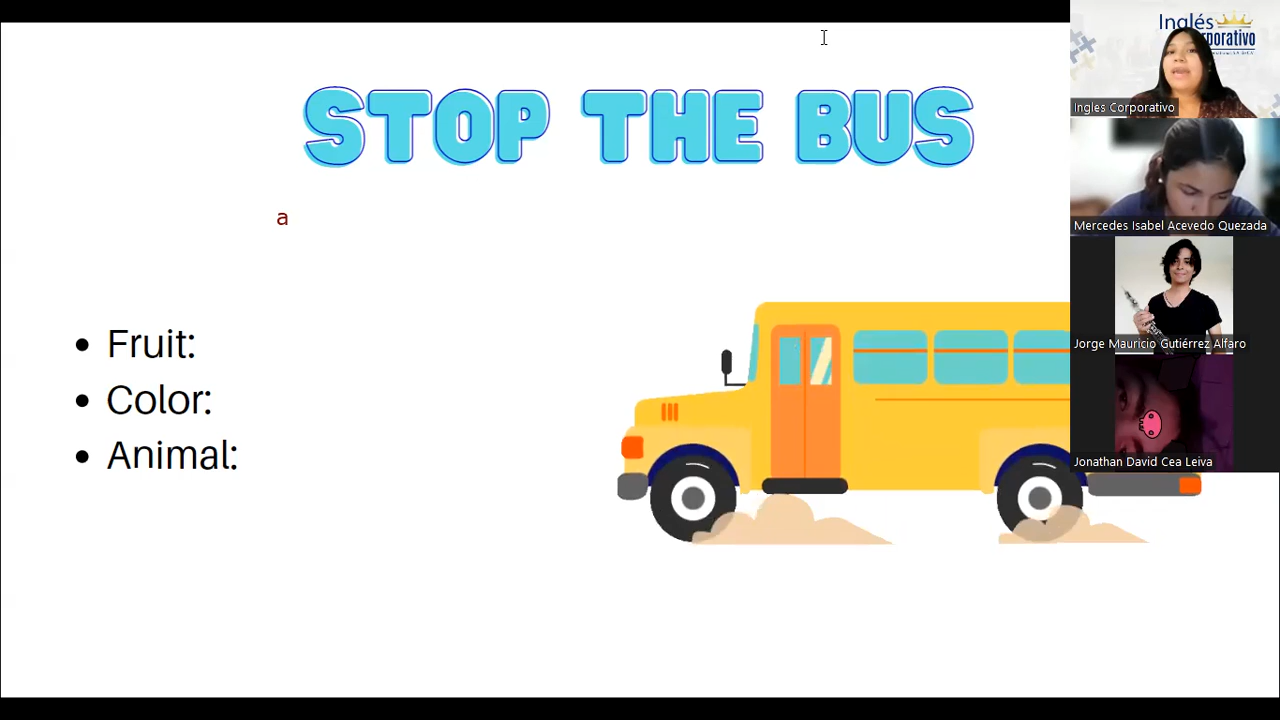 STOP THE BUS
a
Fruit:
Color:
Animal:
Inglés
rporativo
Ingles Corporativo
Mercedes Isabel Acevedo Quezada
Jorge Mauricio Gutiérrez Alfaro
Jonathan David Cea Leiva